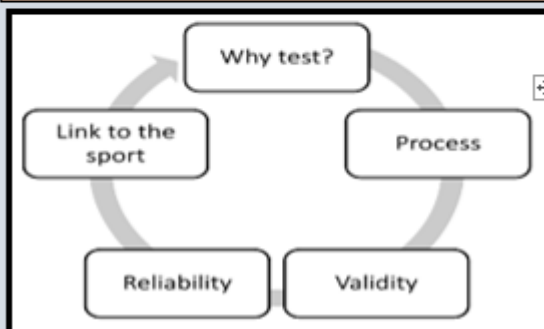 Why test?
Process
Validity
Reliability
Link to the
sport